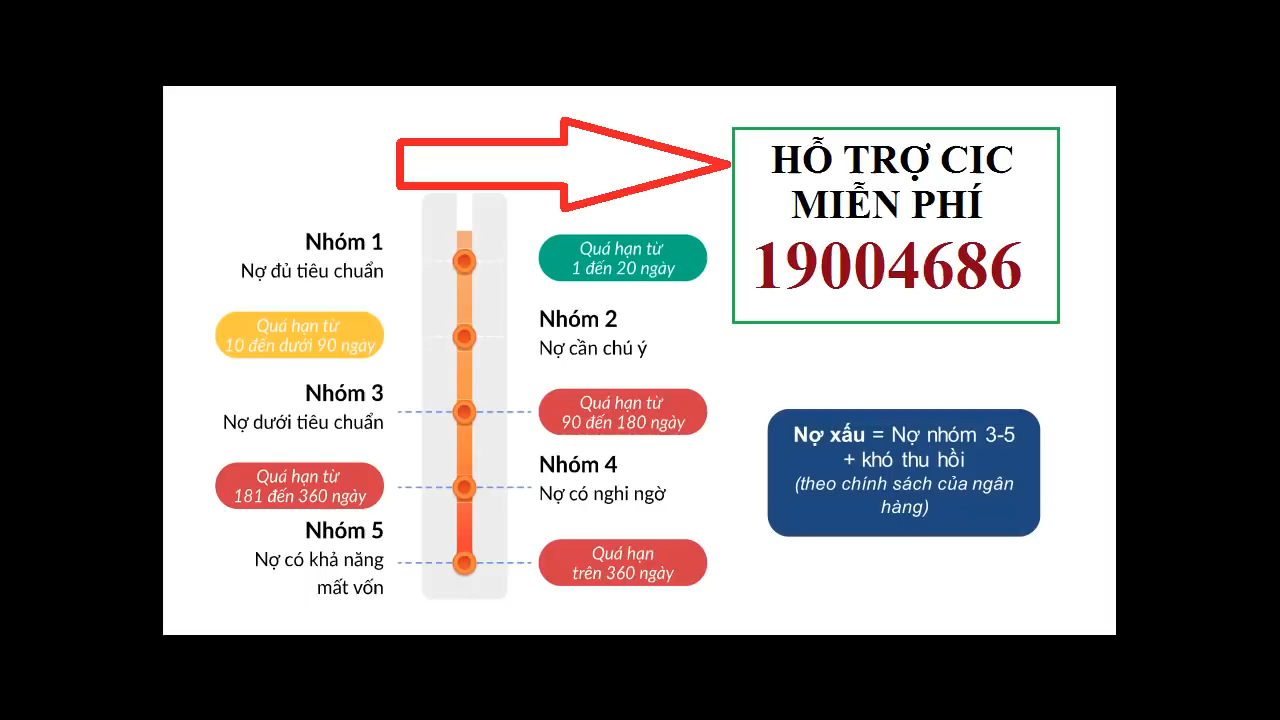 HỖ TRỢ CIC
MIỄN PHÍ
19004686
Nhóm 1
Nợ đủ tiêu chuẩn
Quá hạn từ
1 đến 20 ngày
Quá hạn từ
10 đến dưới 90 ngày
Nhóm 2
Nợ cần chú ý
Nhóm 3
Nợ dưới tiêu chuẩn
Quá hạn từ
90 đến 180 ngày
Quá hạn từ
181 đến 360 ngày
Nhóm 4
Nợ có nghi ngờ
Nhóm 5
Nợ có khả năng
mất vốn
Quá hạn
trên 360 ngày
Nợ xấu = Nợ nhóm 3-5
+ khó thu hồi
(theo chính sách của ngân
hàng)